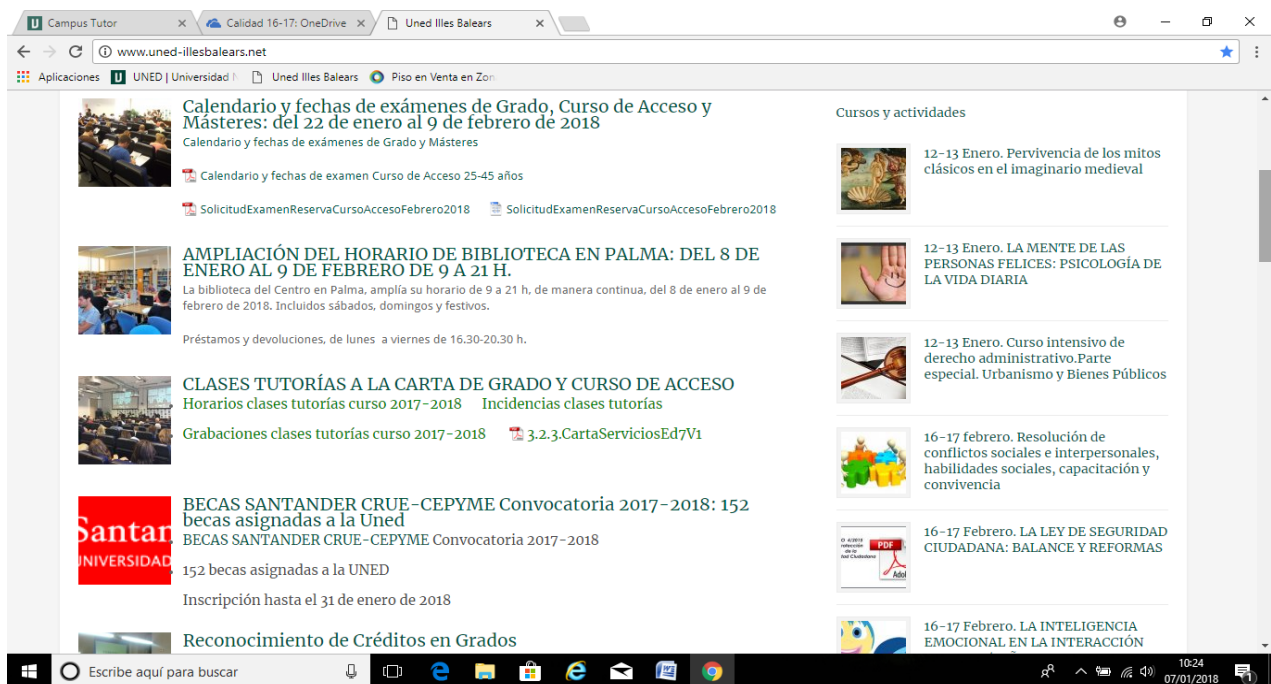 Campus Tutor
Calidad 16-17: OneDrive
Uned Illes Balears
www.uned-illesbalears.net
Aplicaciones
UNED | Universidad N
Uned Illes Balears
Piso en Venta en Zon
Calendario y fechas de exámenes de Grado, Curso de Acceso y
Másteres: del 22 de enero al 9 de febrero de 2018
Calendario y fechas de exámenes de Grado y Másteres
Calendario y fechas de examen Curso de Acceso 25-45 años
SolicitudExamenReservaCursoAccesoFebrero2018 SolicitudExamenReservaCursoAccesoFebrero2018
AMPLIACIÓN DEL HORARIO DE BIBLIOTECA EN PALMA: DEL 8 DE
ENERO AL 9 DE FEBRERO DE 9 A 21 H.
La biblioteca del Centro en Palma, amplía su horario de 9 a 21 h, de manera continua, del 8 de enero al 9 de
febrero de 2018. Incluidos sábados, domingos y festivos.
Préstamos y devoluciones, de lunes a viernes de 16.30-20.30 h.
CLASES TUTORÍAS A LA CARTA DE GRADO Y CURSO DE ACCESO
Horarios clases tutorías curso 2017-2018 Incidencias clases tutorías
Grabaciones clases tutorías curso 2017-2018 3.2.3.CartaServiciosEd7V1
Santan
UNIVERSIDAD
BECAS SANTANDER CRUE-CEPYME Convocatoria 2017-2018: 152
becas asignadas a la Uned
BECAS SANTANDER CRUE-CEPYME Convocatoria 2017-2018
152 becas asignadas a la UNED
Inscripción hasta el 31 de enero de 2018
Reconocimiento de Créditos en Grados
Cursos y actividades
12-13 Enero. Pervivencia de los mitos
clásicos en el imaginario medieval
12-13 Enero. LA MENTE DE LAS
PERSONAS FELICES: PSICOLOGÍA DE
LA VIDA DIARIA
12-13 Enero. Curso intensivo de
derecho administrativo.Parte
especial. Urbanismo y Bienes Públicos
16-17 febrero. Resolución de
conflictos sociales e interpersonales,
habilidades sociales, capacitación y
convivencia
PDF
16-17 Febrero. LA LEY DE SEGURIDAD
CIUDADANA: BALANCE Y REFORMAS
16-17 Febrero. LA INTELIGENCIA
EMOCIONAL EN LA INTERACCIÓN
Escribe aquí para buscar
10:24
07/01/2018